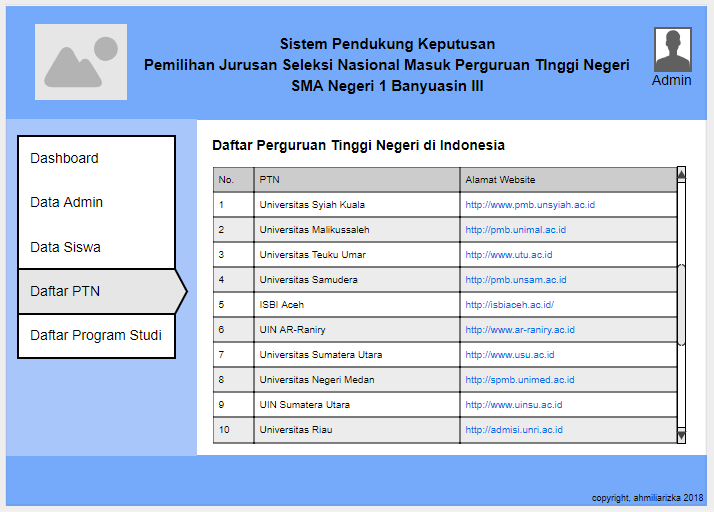 Sistem Pendukung Keputusan
Pemilihan Jurusan Seleksi Nasional Masuk Perguruan TInggi Negeri
SMA Negeri 1 Banyuasin III
Admin
Dashboard
Data Admin
Data Siswa
Daftar PTN
Daftar Program Studi
Daftar Perguruan Tinggi Negeri di Indonesia
No. PTN Alamat Website
1 Universitas Syiah Kuala http://www.pmb.unsyiah.ac.id
2 Universitas Malikussaleh http://pmb.unimal.ac.id
3 Universitas Teuku Umar http://www.utu.ac.id
4 Universitas Samudera http://pmb.unsam.ac.id
5 ISBI Aceh http://isbiaceh.ac.id/
6 UIN AR-Raniry http://www.ar-raniry.ac.id
7 Universitas Sumatera Utara http://www.usu.ac.id
8 Universitas Negeri Medan http://spmb.unimed.ac.id
9 UIN Sumatera Utara http://www.uinsu.ac.id
10 Universitas Riau http://admisi.unri.ac.id
copyright, ahmiliarizka 2018